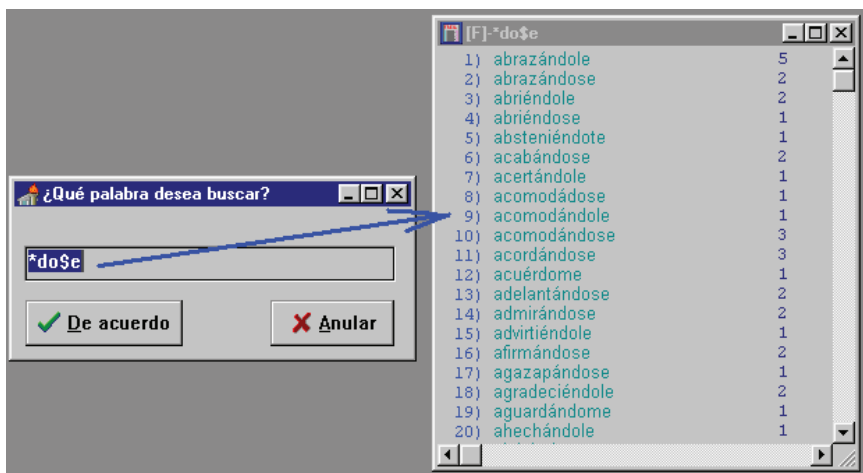 ¿Qué palabra desea buscar?
*do$e
De acuerdo
Anular
[F]-*do$e
1) abrazándole 5
2) abrazándose 2
3) abriéndole 2
4) abriéndose 1
5) absteniéndote 1
6) acabándose 2
7) acertándole 1
8) acomodádose 1
9) acomodándole 1
10) acomodándose 3
11) acordándose 3
12) acuérdome 1
13) adelantándose 2
14) admirándose 2
15) advirtiéndole 1
16) afirmándose 2
17) agazapándose 1
18) agradeciéndole 2
19) aguardándome 1
20) ahechándole 1